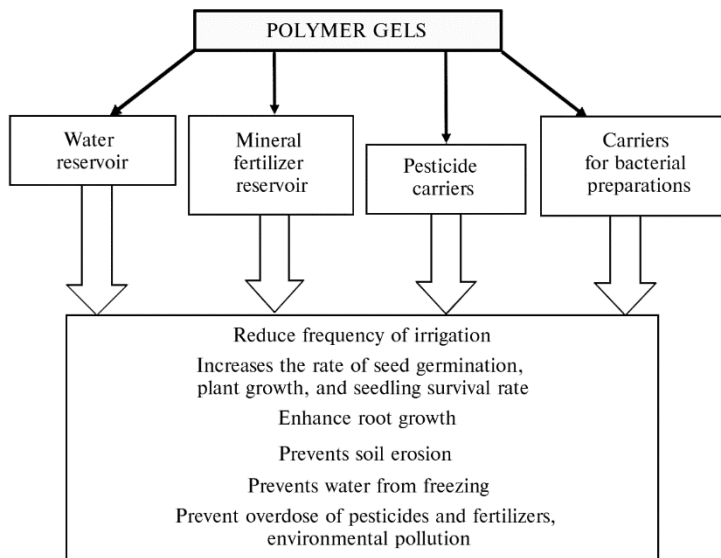 POLYMER GELS
Water
reservoir
Mineral
fertilizer
reservoir
Pesticide
carriers
Carriers
for bacterial
preparations
Reduce frequency of irrigation
Increases the rate of seed germination,
plant growth, and seedling survival rate
Enhance root growth
Prevents soil erosion
Prevents water from freezing
Prevent overdose of pesticides and fertilizers,
environmental pollution